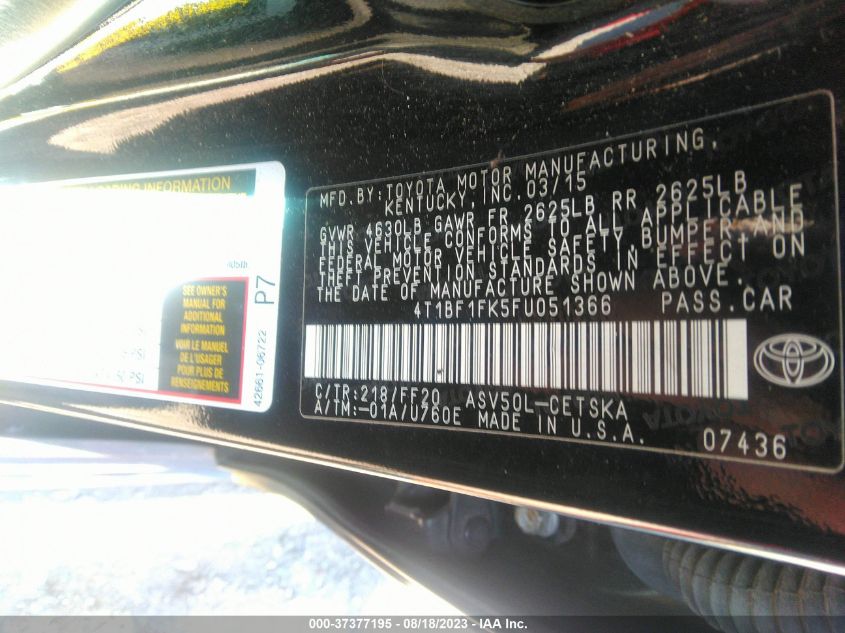 LOADING INFORMATION
SEE OWNER'S
MANUAL FOR
ADDITIONAL
INFORMATION
VOIR LE MANUEL
DE L'USAGER
POUR PLUS DE
RENSEIGNEMENTS
P7
42661-06722
PSI
PSI
MFD.BY:TOYOTA MOTOR MANUFACTURING,
KENTUCKY,INC.03/15
GVWR 4630LB GAWR FR 2625LB RR 2625LB
THIS VEHICLE CONFORMS TO ALL APPLICABLE
FEDERAL MOTOR VEHICLE SAFETY,BUMPER AND
THEFT PREVENTION STANDARDS IN EFFECT ON
THE DATE OF MANUFACTURE SHOWN ABOVE.
4T1BF1FK5FU051366 PASS.CAR
C/TR:218/FF20 ASV50L-CETSKA
A/TM:-01A/U760E MADE IN U.S.A.
07436
000-37377195 - 08/18/2023 - IAA Inc.